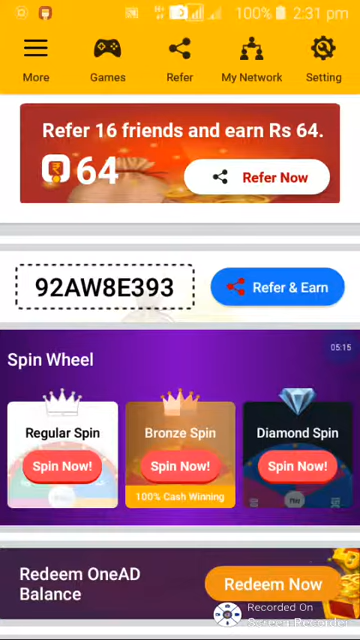 100% 2:31 pm
More Games Refer My Network Setting
Refer 16 friends and earn Rs 64.
64
Refer Now
92AW8E393
Refer & Earn
05:15
Spin Wheel
Regular Spin
Spin Now!
Bronze Spin
Spin Now!
100% Cash Winning
Diamond Spin
Spin Now!
Redeem OneAD
Balance
Redeem Now
Recorded On
Screen Recorder